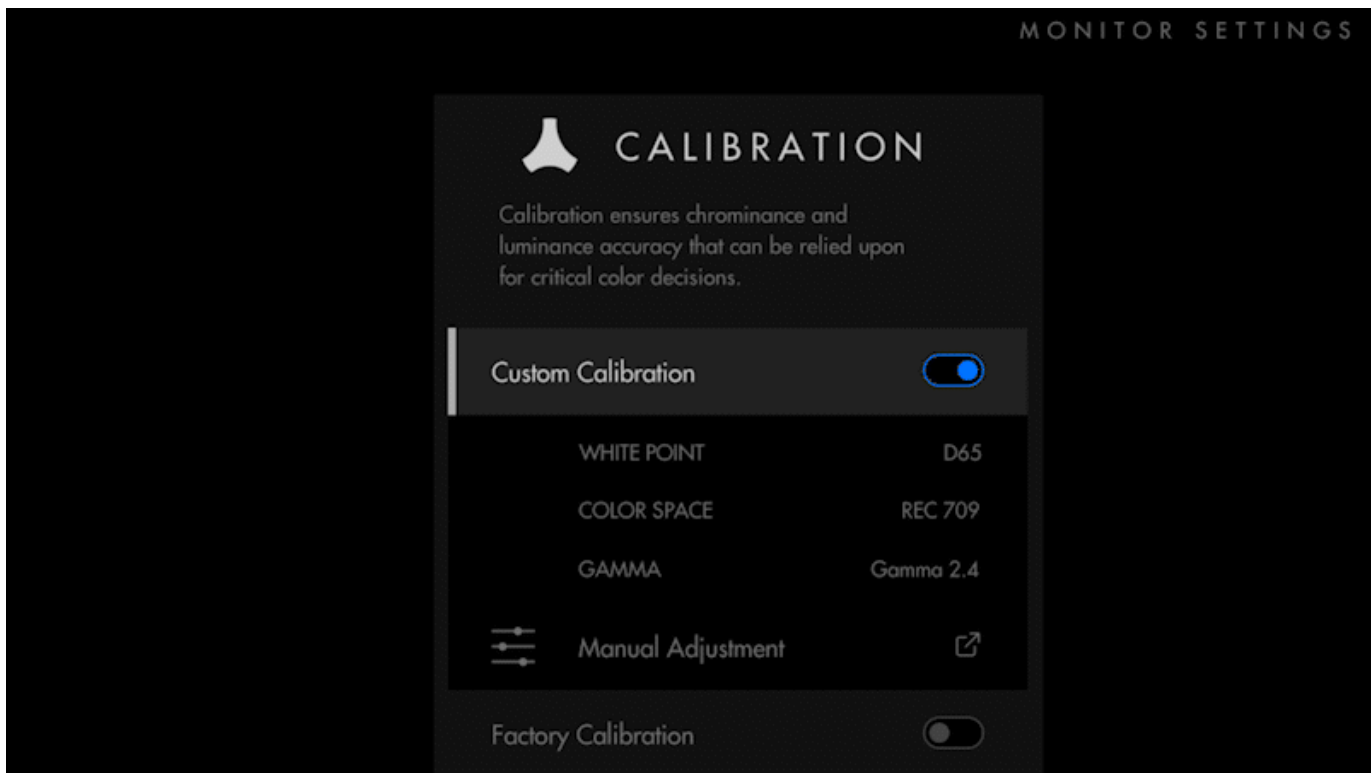 MONITOR SETTINGS
CALIBRATION
Calibration ensures chrominance and
luminance accuracy that can be relied upon
for critical color decisions.
Custom Calibration
WHITE POINT D65
COLOR SPACE REC 709
GAMMA Gamma 2.4
Manual Adjustment
Factory Calibration